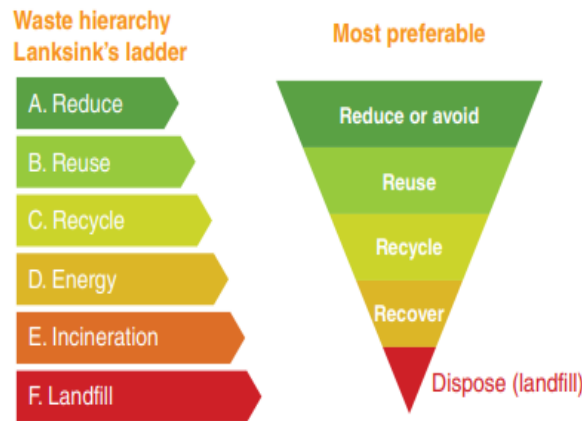 Waste hierarchy
Lanksink's ladder
A. Reduce
B. Reuse
C. Recycle
D. Energy
E. Incineration
F. Landfill
Most preferable
Reduce or avoid
Reuse
Recycle
Recover
Dispose (landfill)